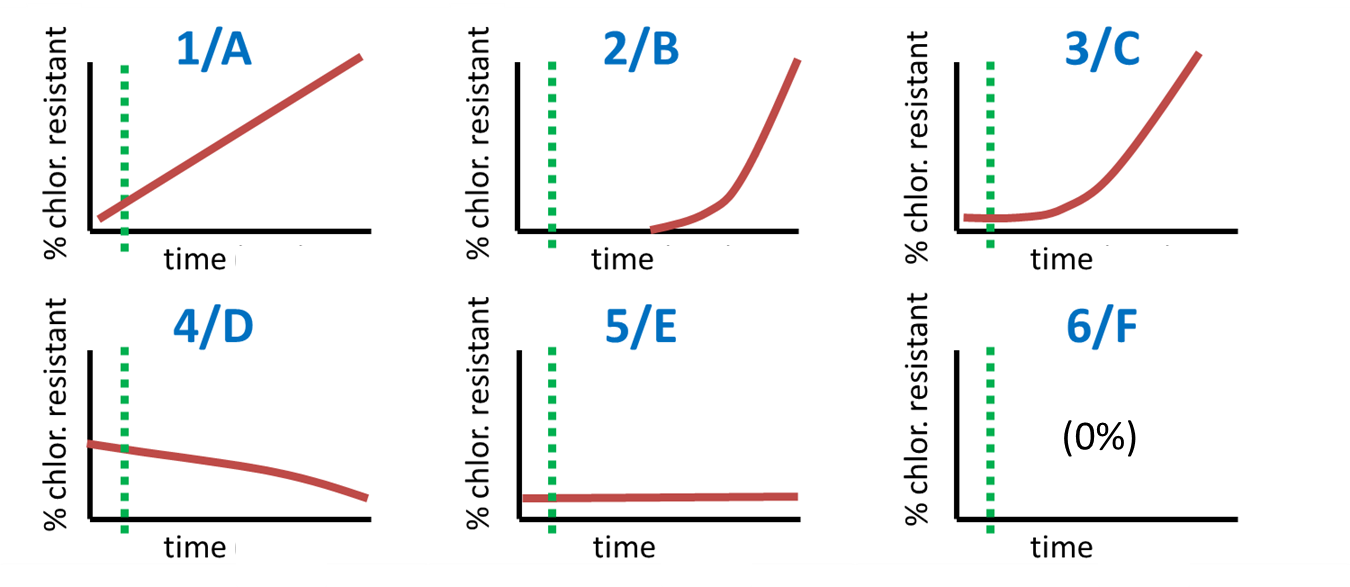 % chlor. resistant
1/A
time
% chlor. resistant
2/B
time
% chlor. resistant
3/C
time
% chlor. resistant
4/D
time
% chlor. resistant
5/E
time
% chlor. resistant
6/F
(0%)
time